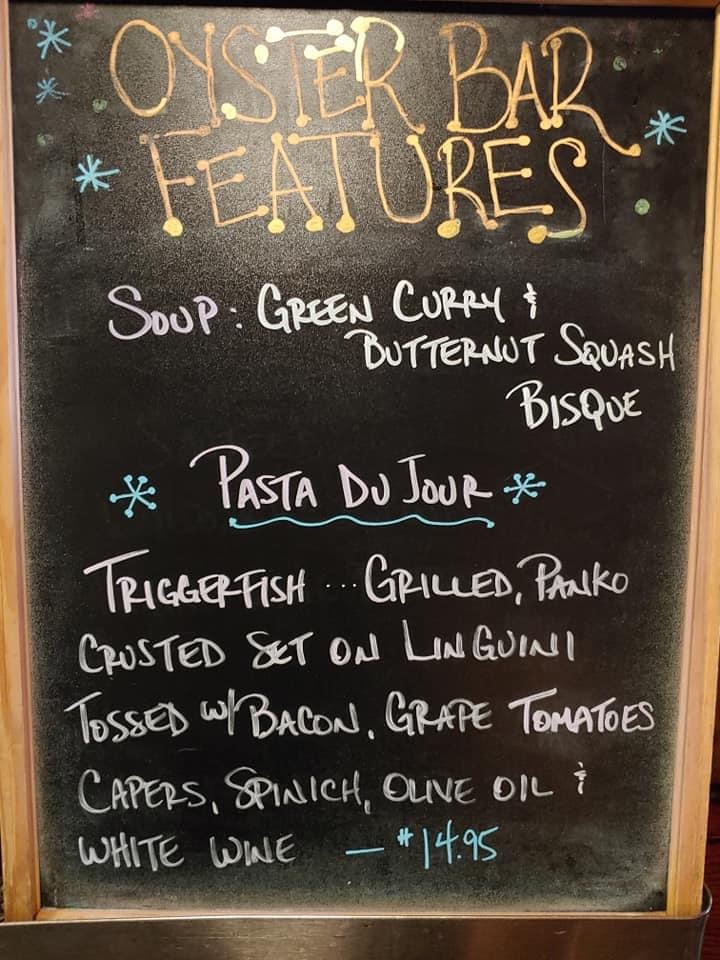 OYSTER BAR
FEATURES
SOUP: GREEN CURRY &
BUTTERNUT SQUASH
BISQUE
PASTA DU JOUR
TRIGGERFISH ... GRILLED, PANKO
CRUSTED SET ON LINGUINI
TOSSED W/ BACON, GRAPE TOMATOES
CAPERS, SPINICH, OLIVE OIL &
WHITE WINE — $14.95